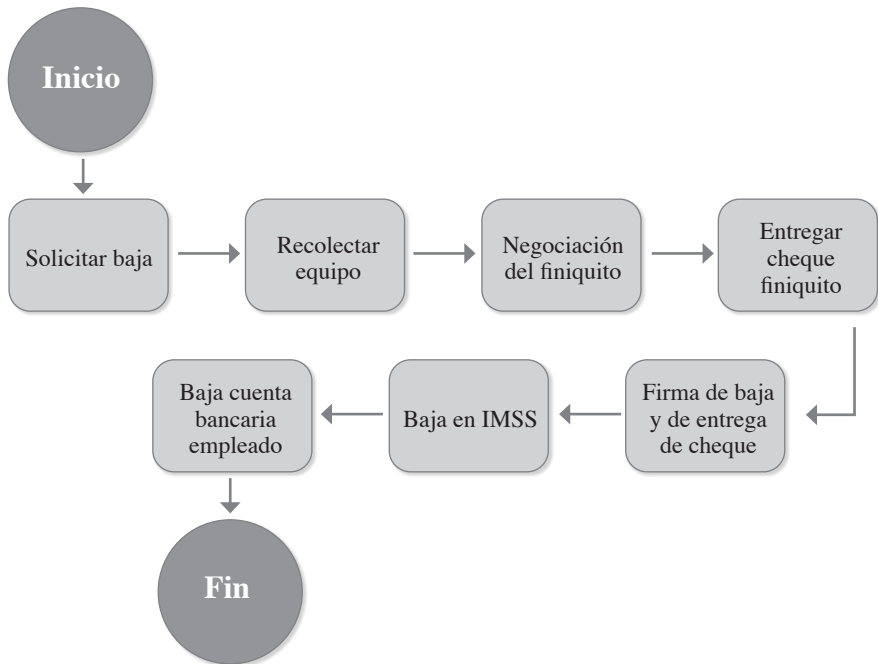 Inicio
Solicitar baja
Recolectar
equipo
Negociación
del finiquito
Entregar
cheque
finiquito
Firma de baja
y de entrega
de cheque
Baja en IMSS
Baja cuenta
bancaria
empleado
Fin